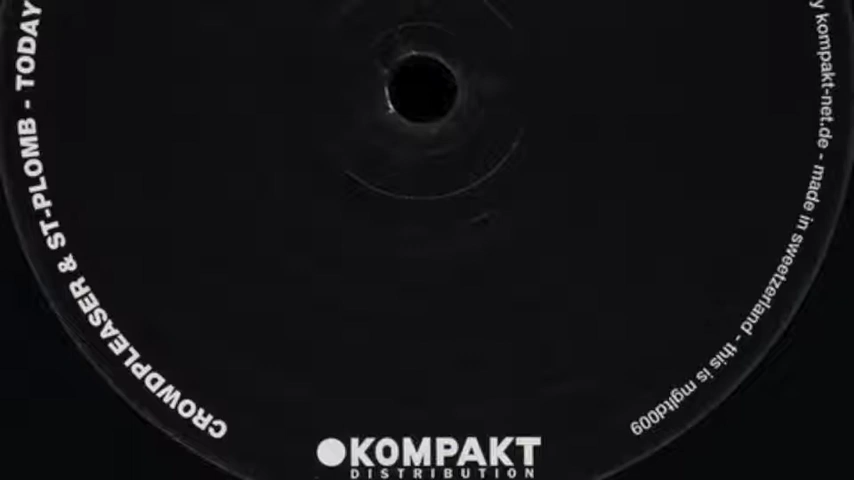 CROWDPLEASER & ST-PLOMB - TODAY
y kompakt-net.de - made in sweetzerland - this is mgltd009
KOMPAKT
DISTRIBUTION